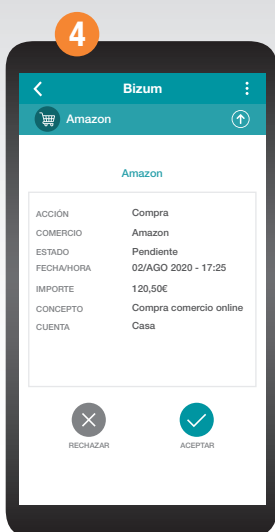 4
Bizum
Amazon
Amazon
ACCIÓN Compra
COMERCIO Amazon
ESTADO Pendiente
FECHA/HORA 02/AGO 2020 - 17:25
IMPORTE 120,50€
CONCEPTO Compra comercio online
CUENTA Casa
RECHAZAR ACEPTAR